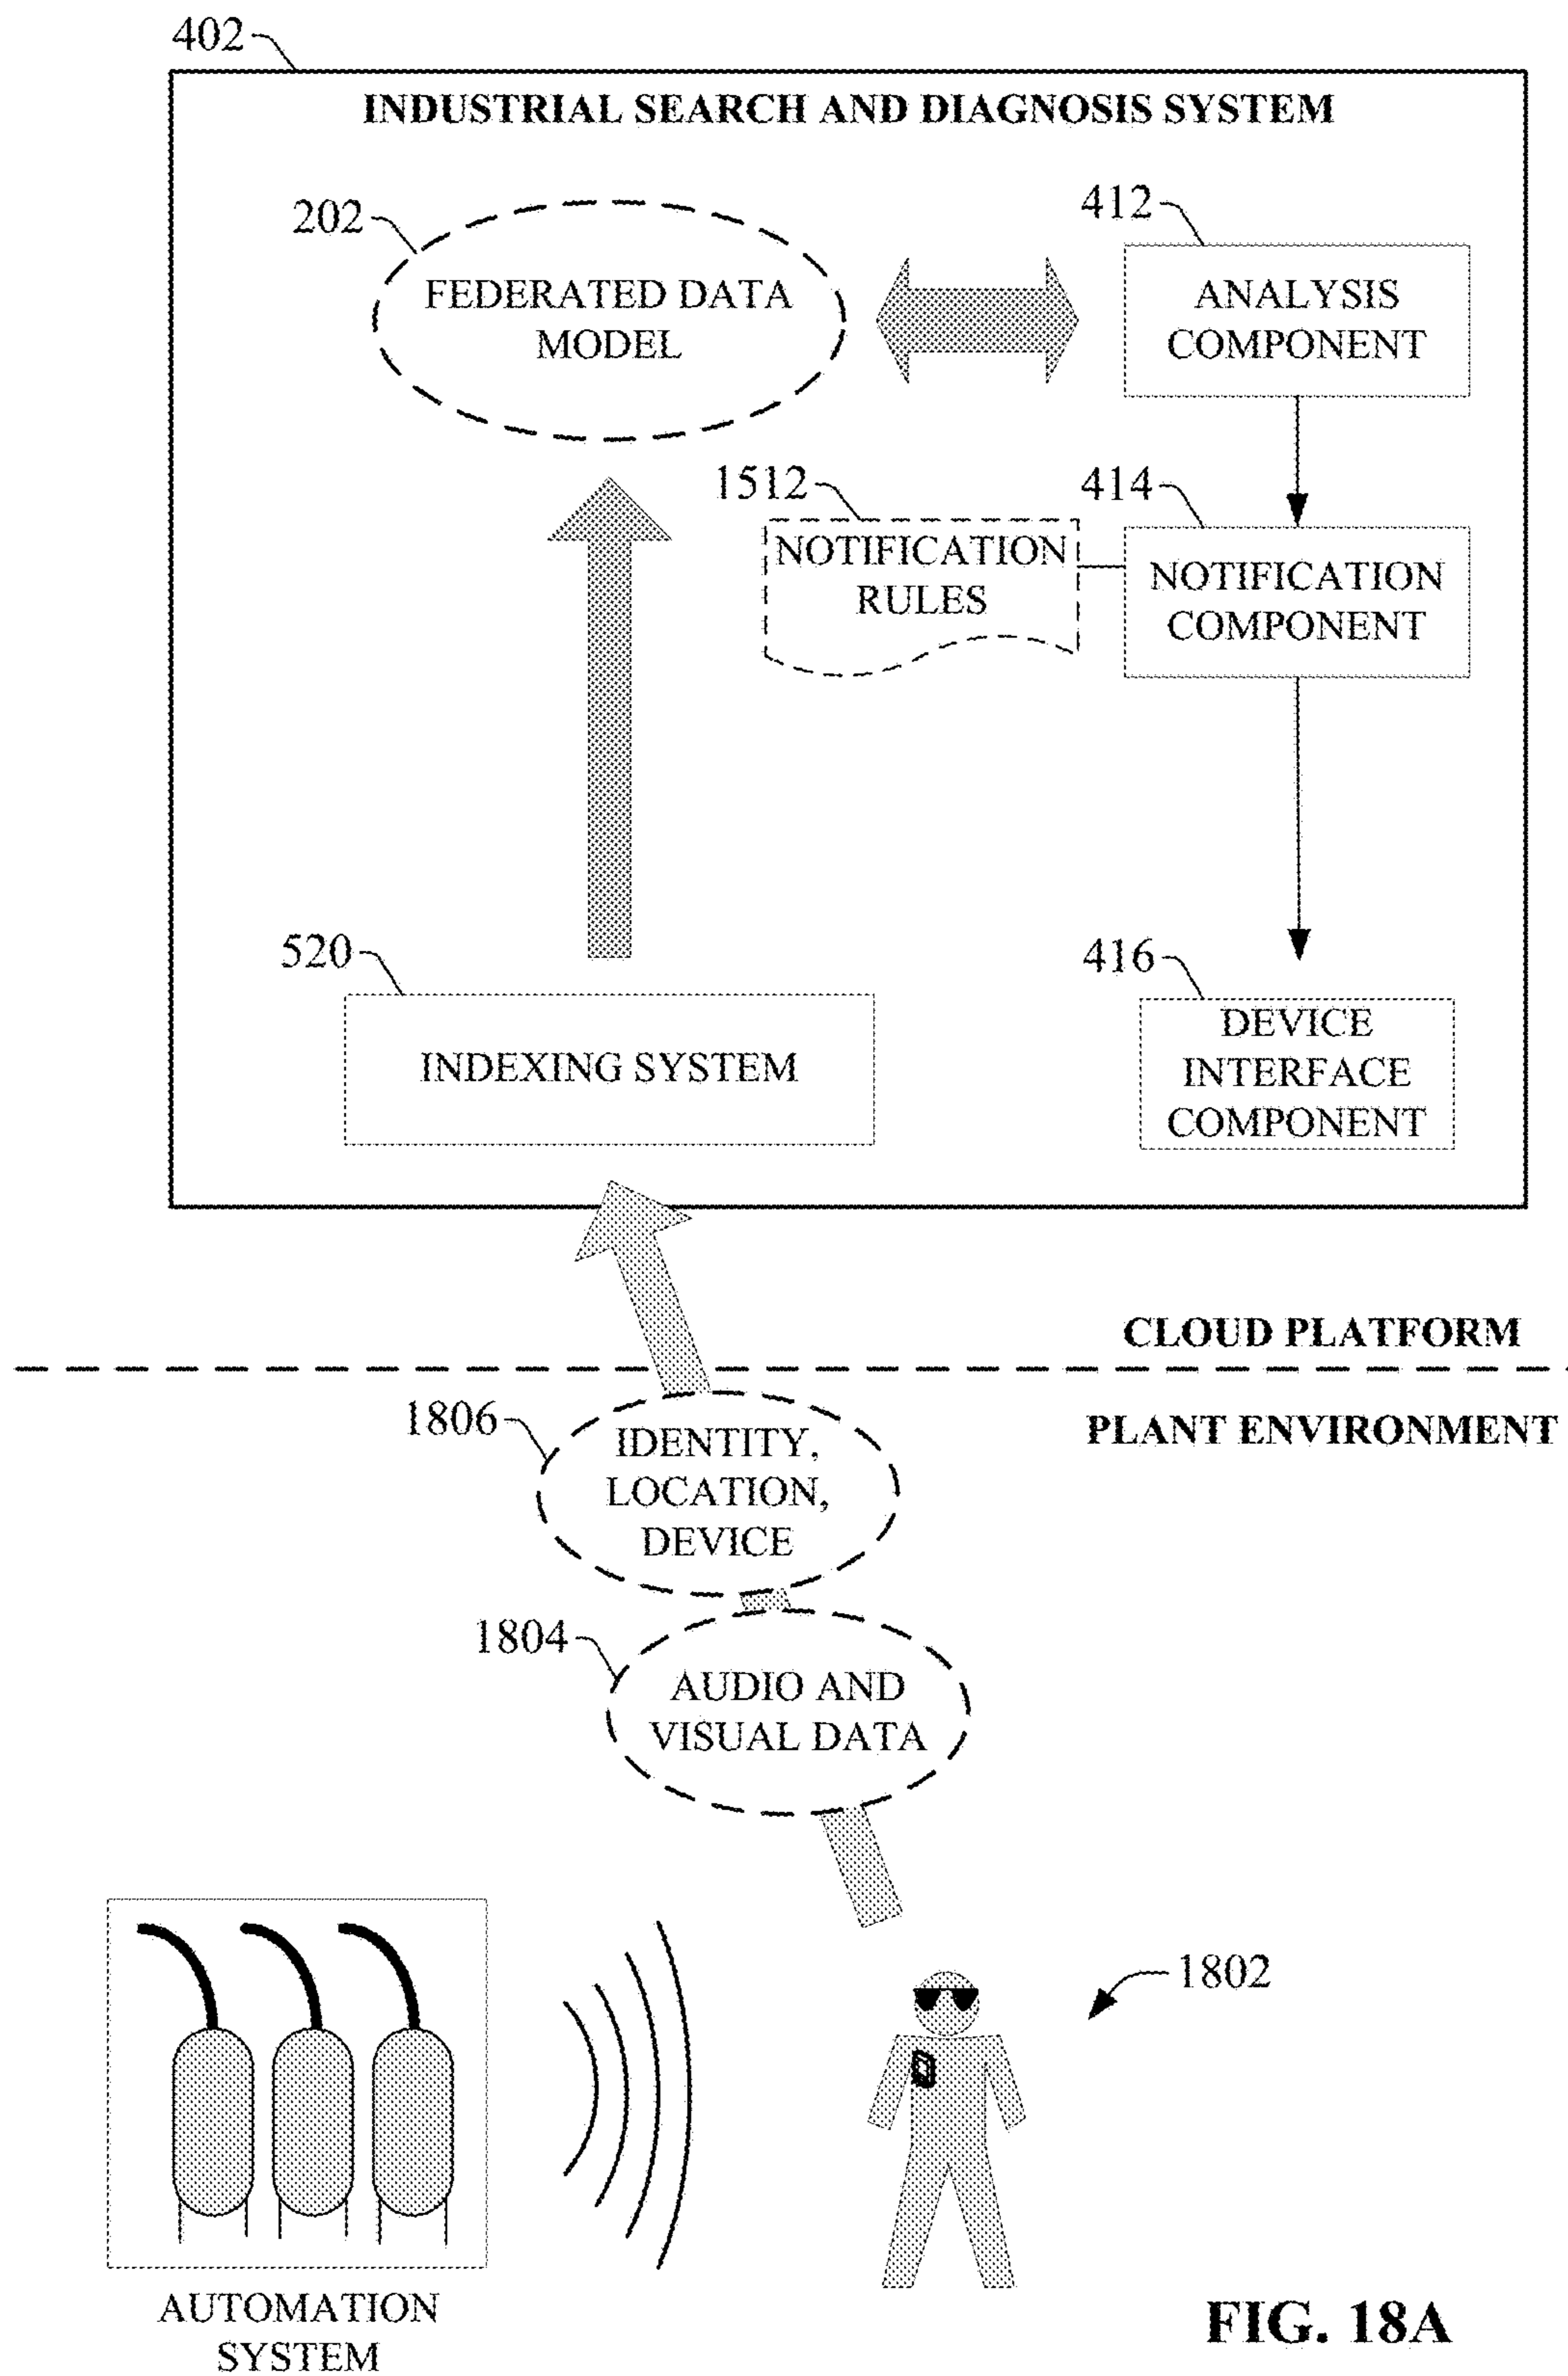 402
INDUSTRIAL SEARCH AND DIAGNOSIS SYSTEM
202
FEDERATED DATA
MODEL
412
ANALYSIS
COMPONENT
1512
NOTIFICATION
RULES
414
NOTIFICATION
COMPONENT
520
INDEXING SYSTEM
416
DEVICE
INTERFACE
COMPONENT
CLOUD PLATFORM
PLANT ENVIRONMENT
1806
IDENTITY,
LOCATION,
DEVICE
1804
AUDIO AND
VISUAL DATA
1802
AUTOMATION
SYSTEM
FIG. 18A